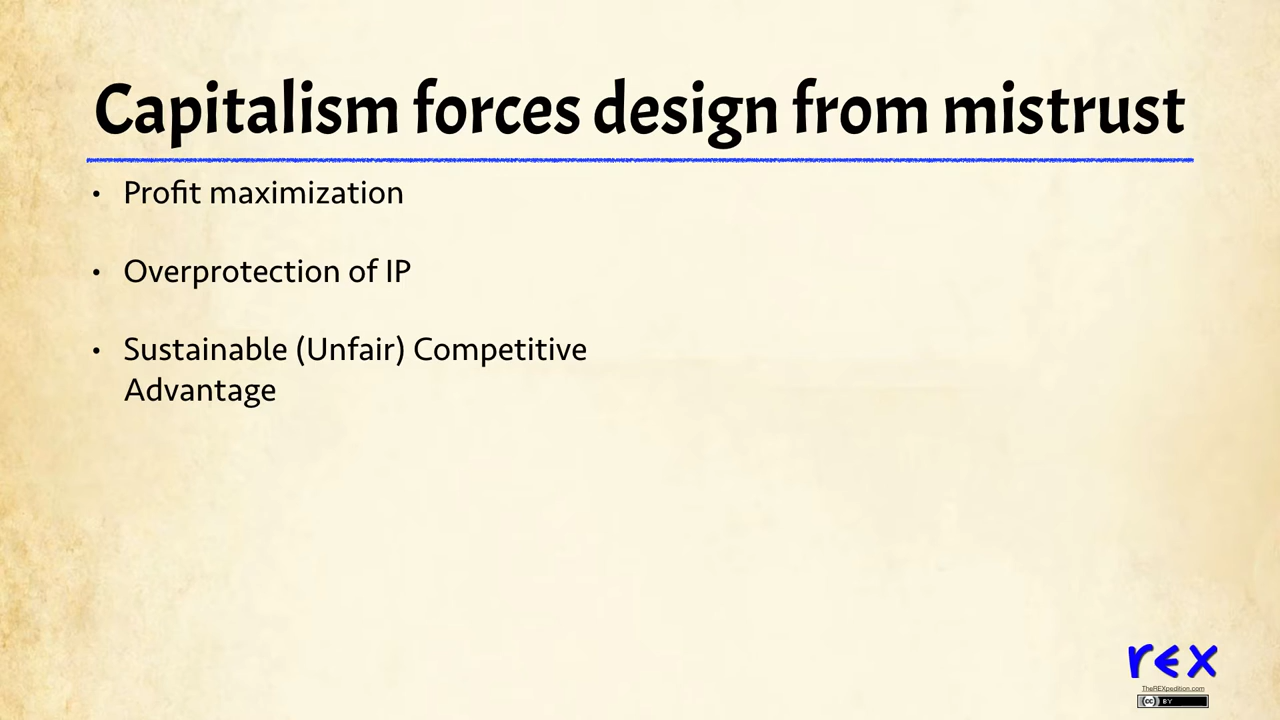 Capitalism forces design from mistrust
• Profit maximization
• Overprotection of IP
• Sustainable (Unfair) Competitive
Advantage
rex
TheREXpedition.com
cc BY